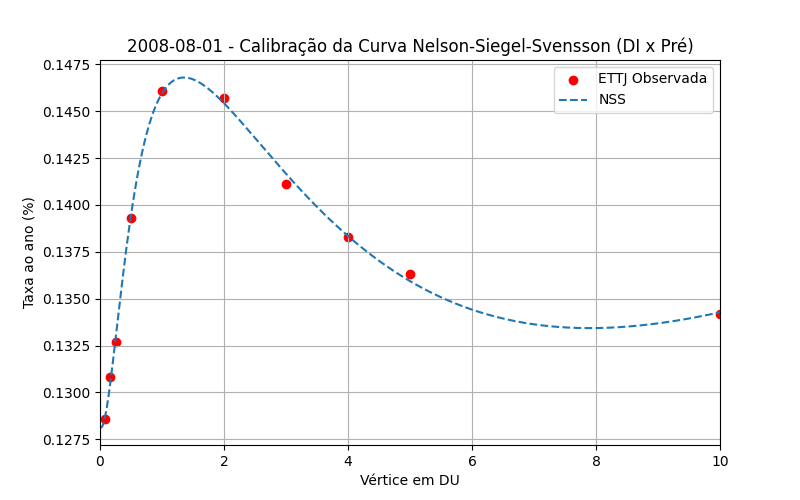 2008-08-01 - Calibração da Curva Nelson-Siegel-Svensson (DI x Pré)
0.1475
0.1450
0.1425
0.1400
0.1375
0.1350
0.1325
0.1300
0.1275
Taxa ao ano (%)
ETTJ Observada
NSS
0 2 4 6 8 10
Vértice em DU